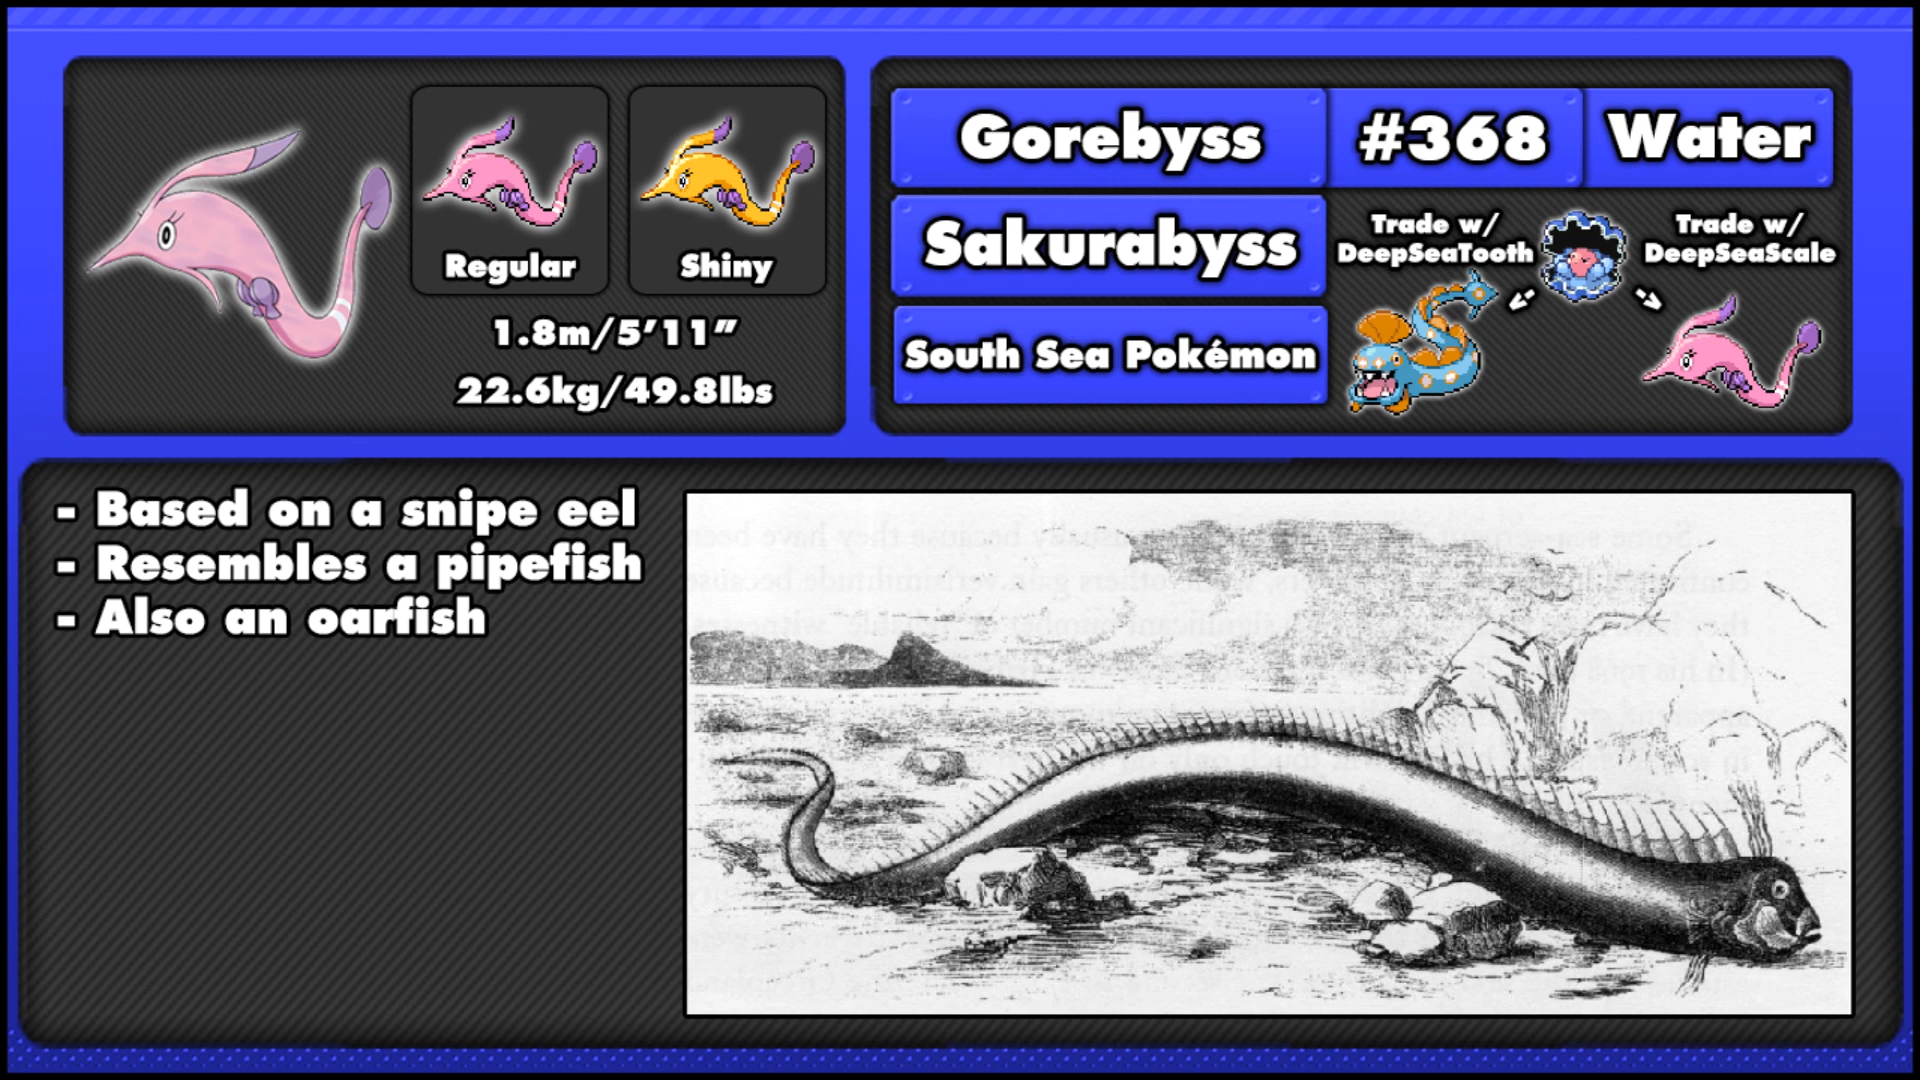 Regular
Shiny
1.8m/5'11"
22.6kg/49.8lbs
Gorebyss
#368
Water
Sakurabyss
South Sea Pokémon
Trade w/
DeepSeaTooth
Trade w/
DeepSeaScale
- Based on a snipe eel
- Resembles a pipefish
- Also an oarfish